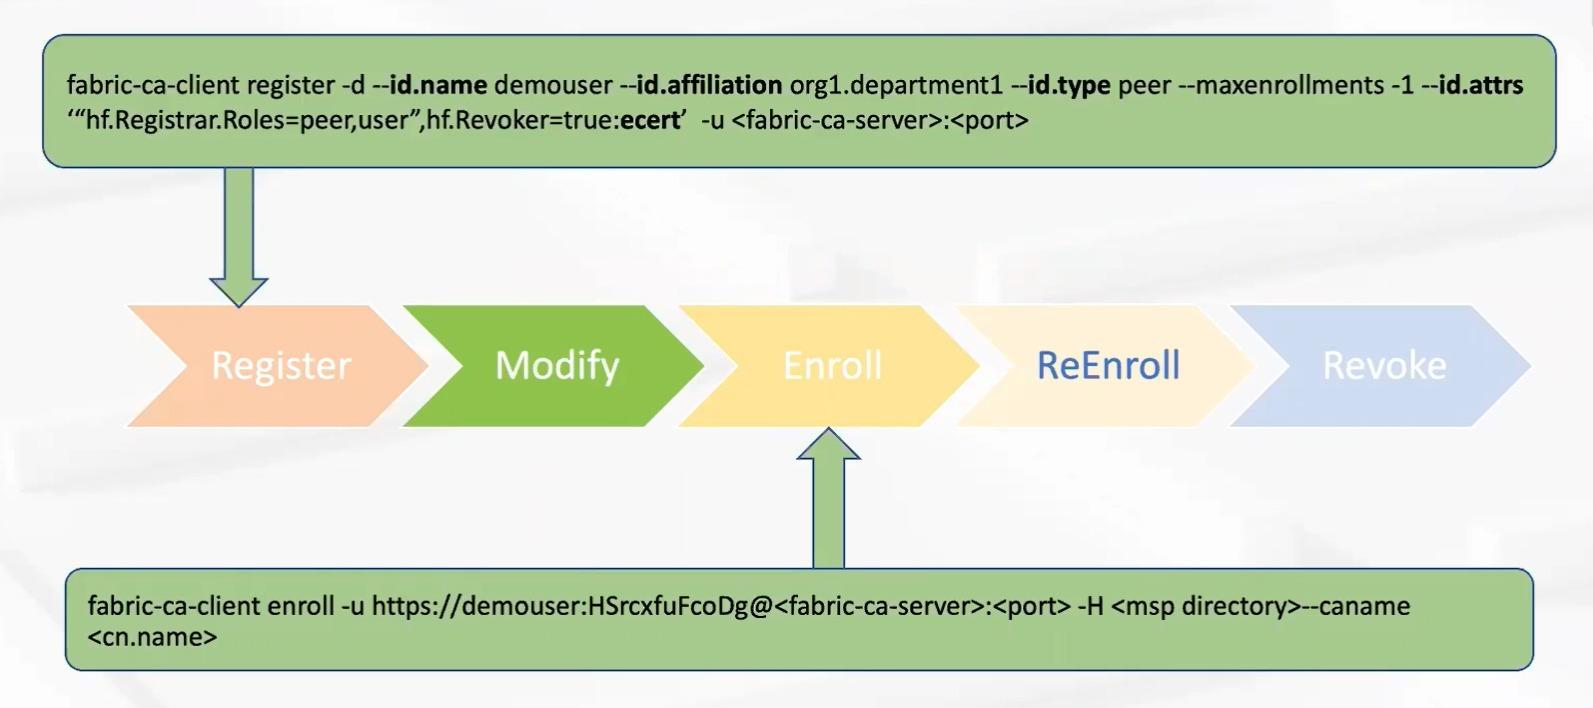 fabric-ca-client register -d --id.name demouser --id.affiliation org1.department1 --id.type peer --maxenrollments -1 --id.attrs
‘“hf.Registrar.Roles=peer,user”,hf.Revoker=true:ecert’ -u <fabric-ca-server>:<port>
Register
Modify
Enroll
ReEnroll
Revoke
fabric-ca-client enroll -u https://demouser:HSrcxfuFcoDg@<fabric-ca-server>:<port> -H <msp directory>--caname
<cn.name>